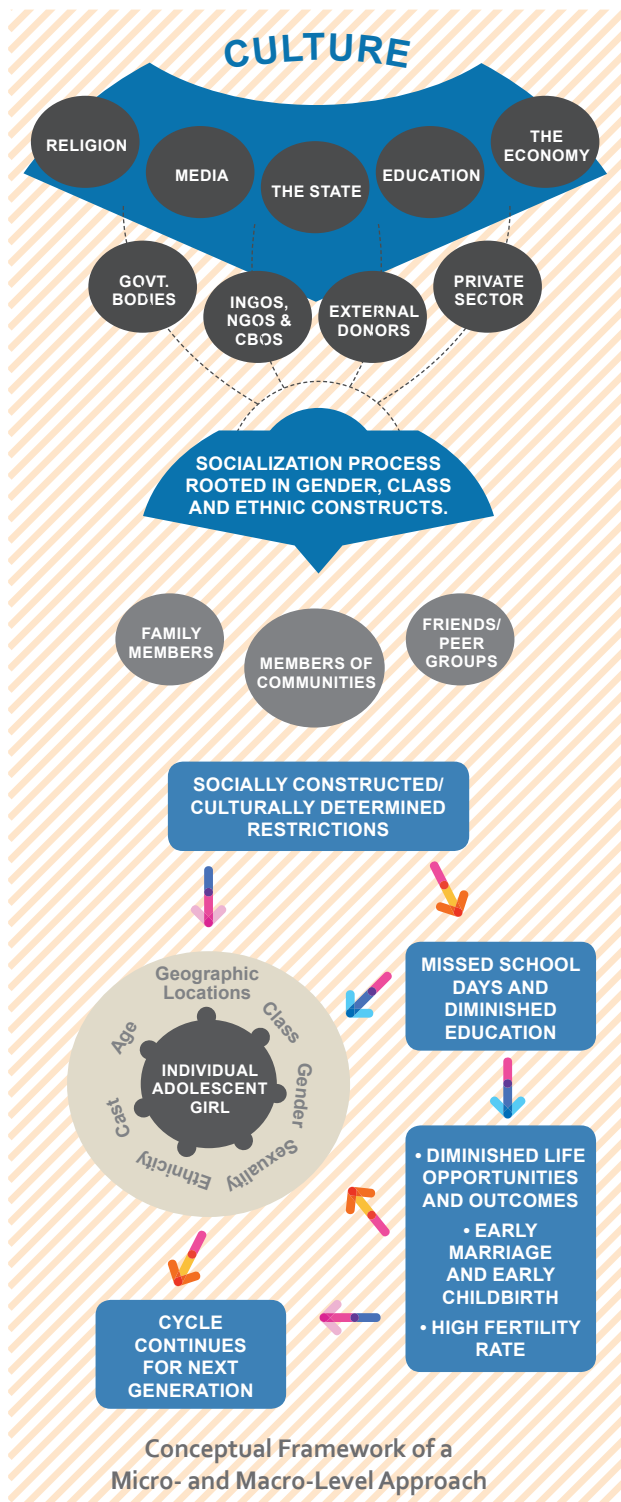 CULTURE
RELIGION
MEDIA
THE STATE
EDUCATION
THE
ECONOMY
GOVT.
BODIES
INGOS,
NGOS &
CBOS
EXTERNAL
DONORS
PRIVATE
SECTOR
SOCIALIZATION PROCESS
ROOTED IN GENDER, CLASS
AND ETHNIC CONSTRUCTS.
FAMILY
MEMBERS
MEMBERS OF
COMMUNITIES
FRIENDS/
PEER
GROUPS
SOCIALLY CONSTRUCTED/
CULTURALLY DETERMINED
RESTRICTIONS
Geographic
Locations
Class
Gender
Sexuality
Ethnicity
Cast
Age
INDIVIDUAL
ADOLESCENT
GIRL
MISSED SCHOOL
DAYS AND
DIMINISHED
EDUCATION
• DIMINISHED LIFE
OPPORTUNITIES
AND OUTCOMES
• EARLY
MARRIAGE
AND EARLY
CHILDBIRTH
• HIGH FERTILITY
RATE
CYCLE
CONTINUES
FOR NEXT
GENERATION
Conceptual Framework of a
Micro- and Macro-Level Approach